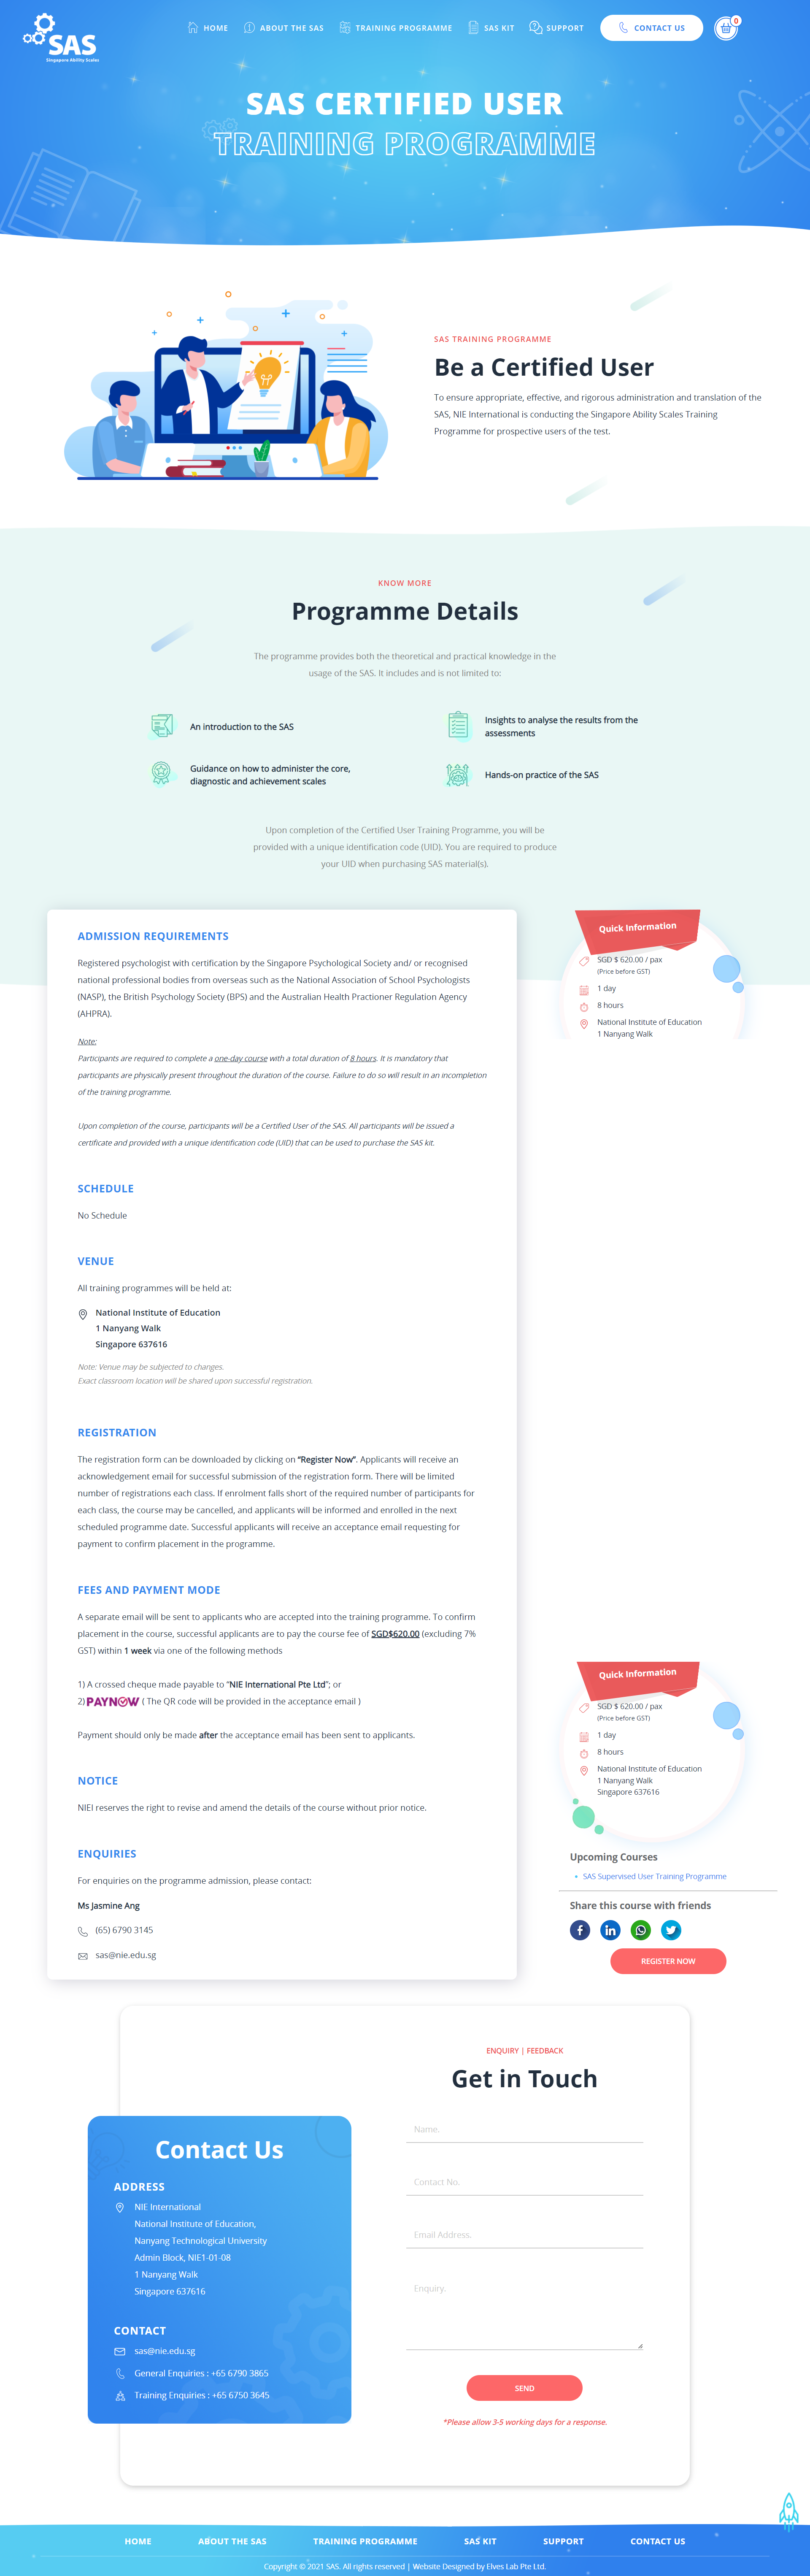 SAS
Singapore Ability Scales
HOME
ABOUT THE SAS
TRAINING PROGRAMME
SAS KIT
SUPPORT
CONTACT US
0
SAS CERTIFIED USER
TRAINING PROGRAMME
SAS TRAINING PROGRAMME
Be a Certified User
To ensure appropriate, effective, and rigorous administration and translation of the
SAS, NIE International is conducting the Singapore Ability Scales Training
Programme for prospective users of the test.
KNOW MORE
Programme Details
The programme provides both the theoretical and practical knowledge in the
usage of the SAS. It includes and is not limited to:
An introduction to the SAS
Insights to analyse the results from the
assessments
Guidance on how to administer the core,
diagnostic and achievement scales
Hands-on practice of the SAS
Upon completion of the Certified User Training Programme, you will be
provided with a unique identification code (UID). You are required to produce
your UID when purchasing SAS material(s).
ADMISSION REQUIREMENTS
Registered psychologist with certification by the Singapore Psychological Society and/ or recognised
national professional bodies from overseas such as the National Association of School Psychologists
(NASP), the British Psychology Society (BPS) and the Australian Health Practioner Regulation Agency
(AHPRA).
Note:
Participants are required to complete a one-day course with a total duration of 8 hours. It is mandatory that
participants are physically present throughout the duration of the course. Failure to do so will result in an incompletion
of the training programme.
Upon completion of the course, participants will be a Certified User of the SAS. All participants will be issued a
certificate and provided with a unique identification code (UID) that can be used to purchase the SAS kit.
SCHEDULE
No Schedule
VENUE
All training programmes will be held at:
National Institute of Education
1 Nanyang Walk
Singapore 637616
Note: Venue may be subjected to changes.
Exact classroom location will be shared upon successful registration.
REGISTRATION
The registration form can be downloaded by clicking on “Register Now”. Applicants will receive an
acknowledgement email for successful submission of the registration form. There will be limited
number of registrations each class. If enrolment falls short of the required number of participants for
each class, the course may be cancelled, and applicants will be informed and enrolled in the next
scheduled programme date. Successful applicants will receive an acceptance email requesting for
payment to confirm placement in the programme.
FEES AND PAYMENT MODE
A separate email will be sent to applicants who are accepted into the training programme. To confirm
placement in the course, successful applicants are to pay the course fee of SGD$620.00 (excluding 7%
GST) within 1 week via one of the following methods
1) A crossed cheque made payable to “NIE International Pte Ltd”; or
2) PAYNOW ( The QR code will be provided in the acceptance email )
Payment should only be made after the acceptance email has been sent to applicants.
NOTICE
NIEI reserves the right to revise and amend the details of the course without prior notice.
ENQUIRIES
For enquiries on the programme admission, please contact:
Ms Jasmine Ang
(65) 6790 3145
sas@nie.edu.sg
Quick Information
SGD $ 620.00 / pax
(Price before GST)
1 day
8 hours
National Institute of Education
1 Nanyang Walk
Quick Information
SGD $ 620.00 / pax
(Price before GST)
1 day
8 hours
National Institute of Education
1 Nanyang Walk
Singapore 637616
Upcoming Courses
SAS Supervised User Training Programme
Share this course with friends
REGISTER NOW
ENQUIRY | FEEDBACK
Get in Touch
Name.
Contact No.
Email Address.
Enquiry.
SEND
*Please allow 3-5 working days for a response.
Contact Us
ADDRESS
NIE International
National Institute of Education,
Nanyang Technological University
Admin Block, NIE1-01-08
1 Nanyang Walk
Singapore 637616
CONTACT
sas@nie.edu.sg
General Enquiries : +65 6790 3865
Training Enquiries : +65 6750 3645
HOME
ABOUT THE SAS
TRAINING PROGRAMME
SAS KIT
SUPPORT
CONTACT US
Copyright © 2021 SAS. All rights reserved | Website Designed by Elves Lab Pte Ltd.